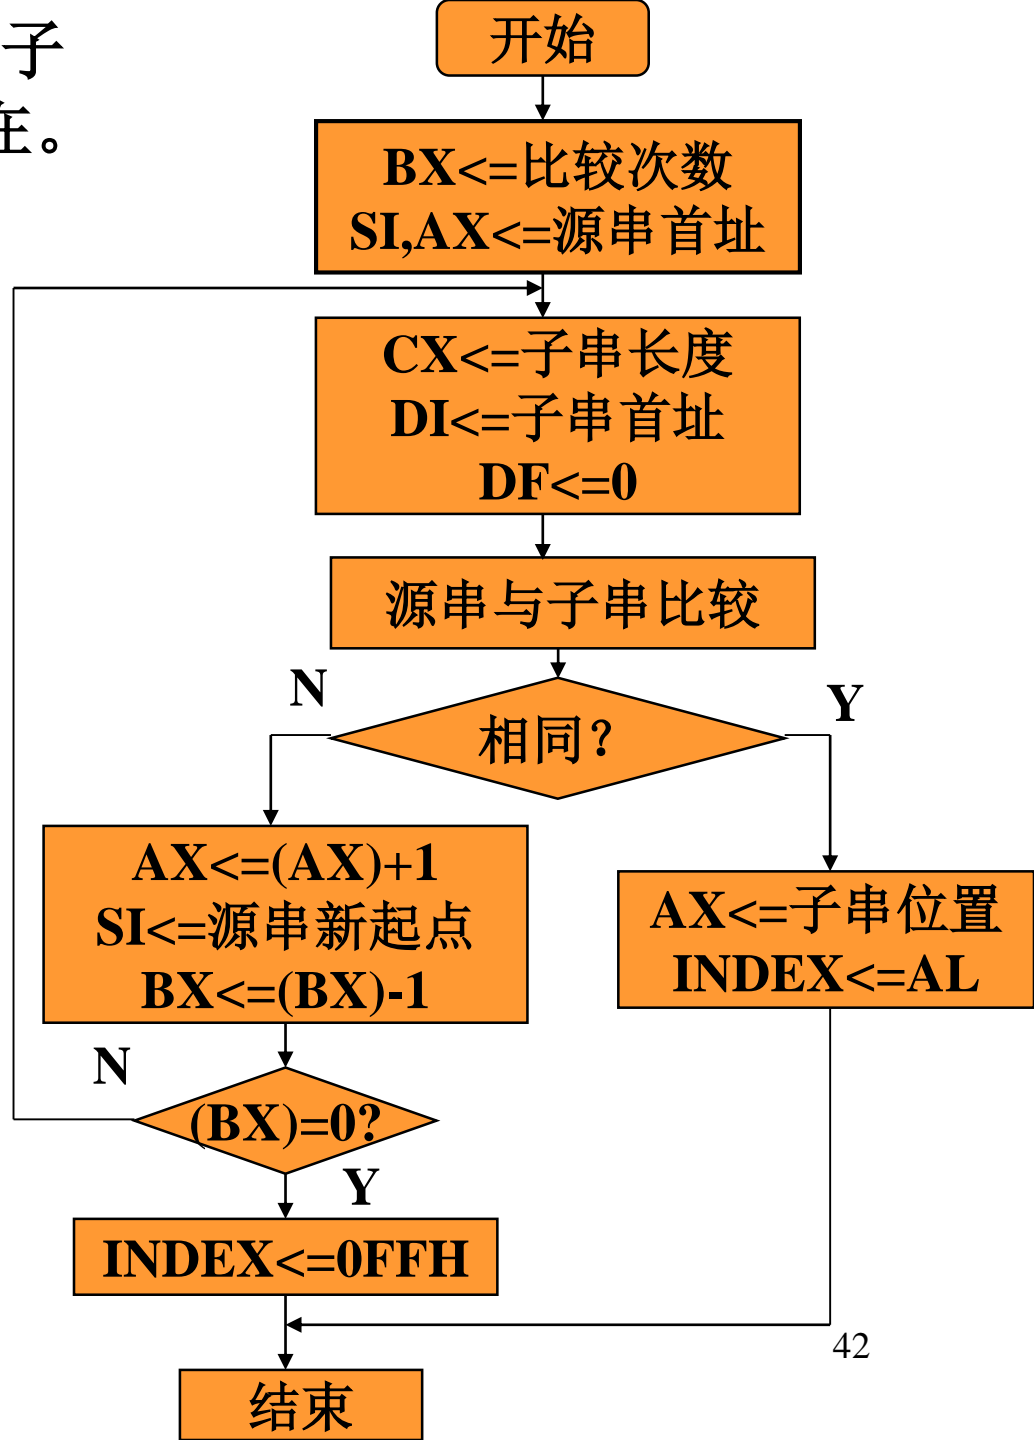 子
在。
开始
BX<=比较次数
SI,AX<=源串首址
CX<=子串长度
DI<=子串首址
DF<=0
源串与子串比较
N
Y
相同?
AX<=(AX)+1
SI<=源串新起点
BX<=(BX)-1
AX<=子串位置
INDEX<=AL
N
(BX)=0?
Y
INDEX<=0FFH
42
结束